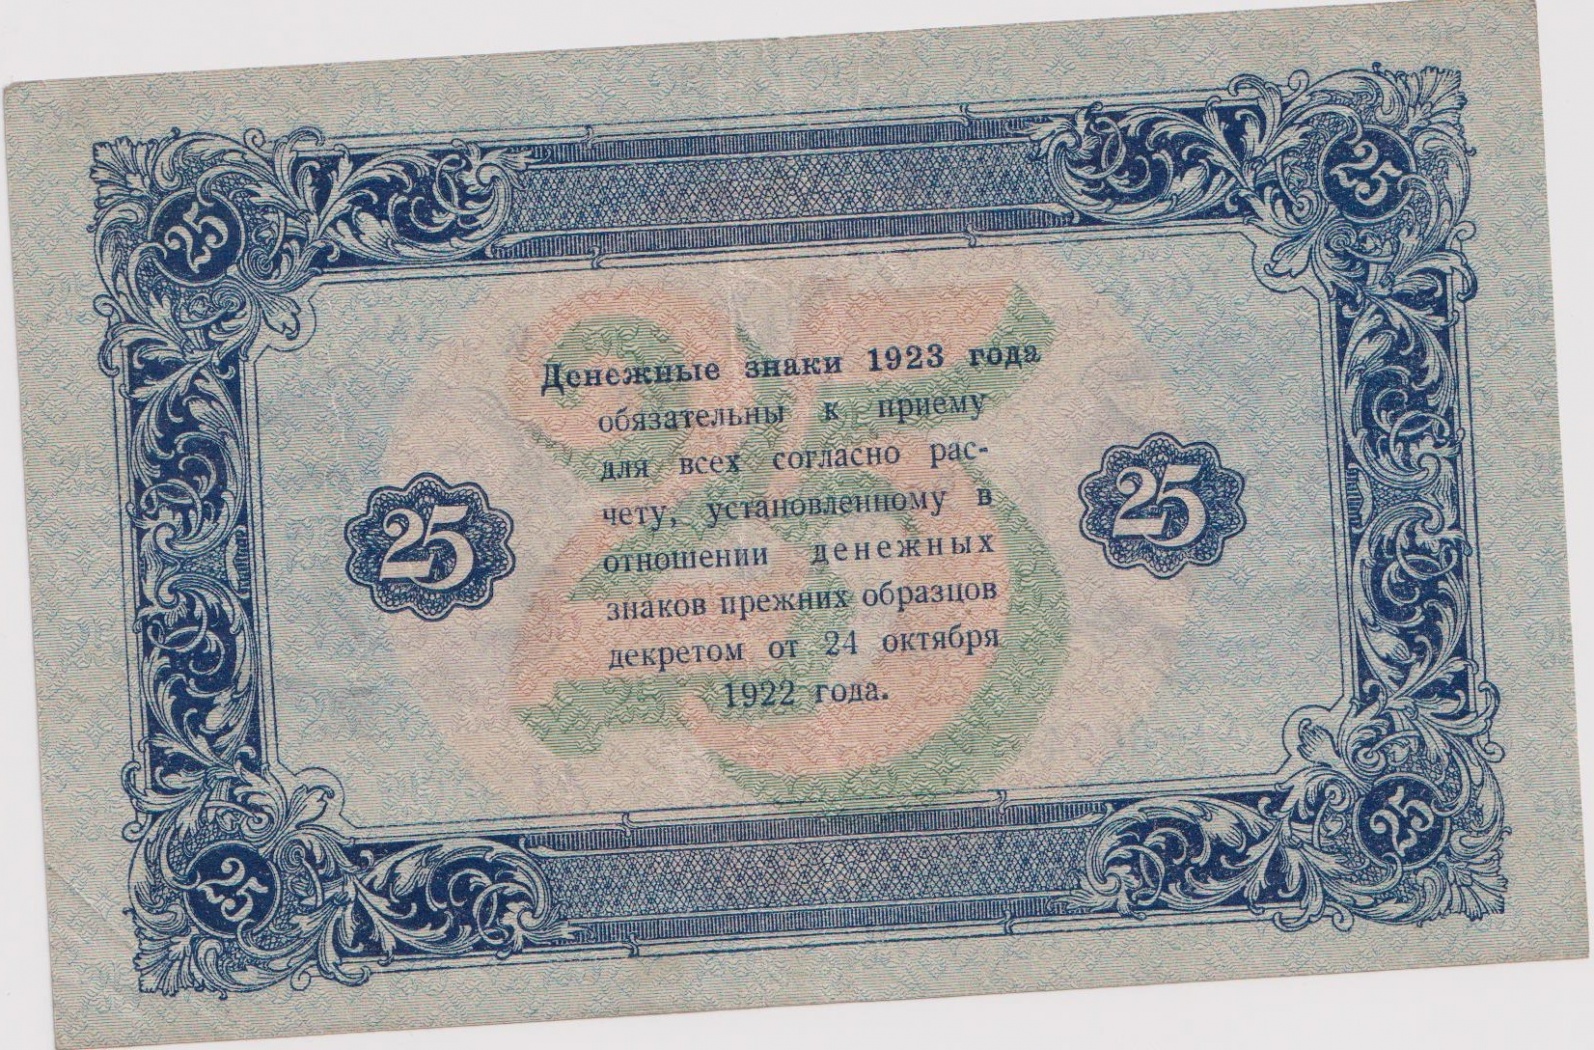 25
25
Денежные знаки 1923 года
обязательны к приему
для всех согласно рас-
чету, установленному в
отношении денежных
знаков прежних образцов
декретом от 24 октября
1922 года.
25
25
25
25
25